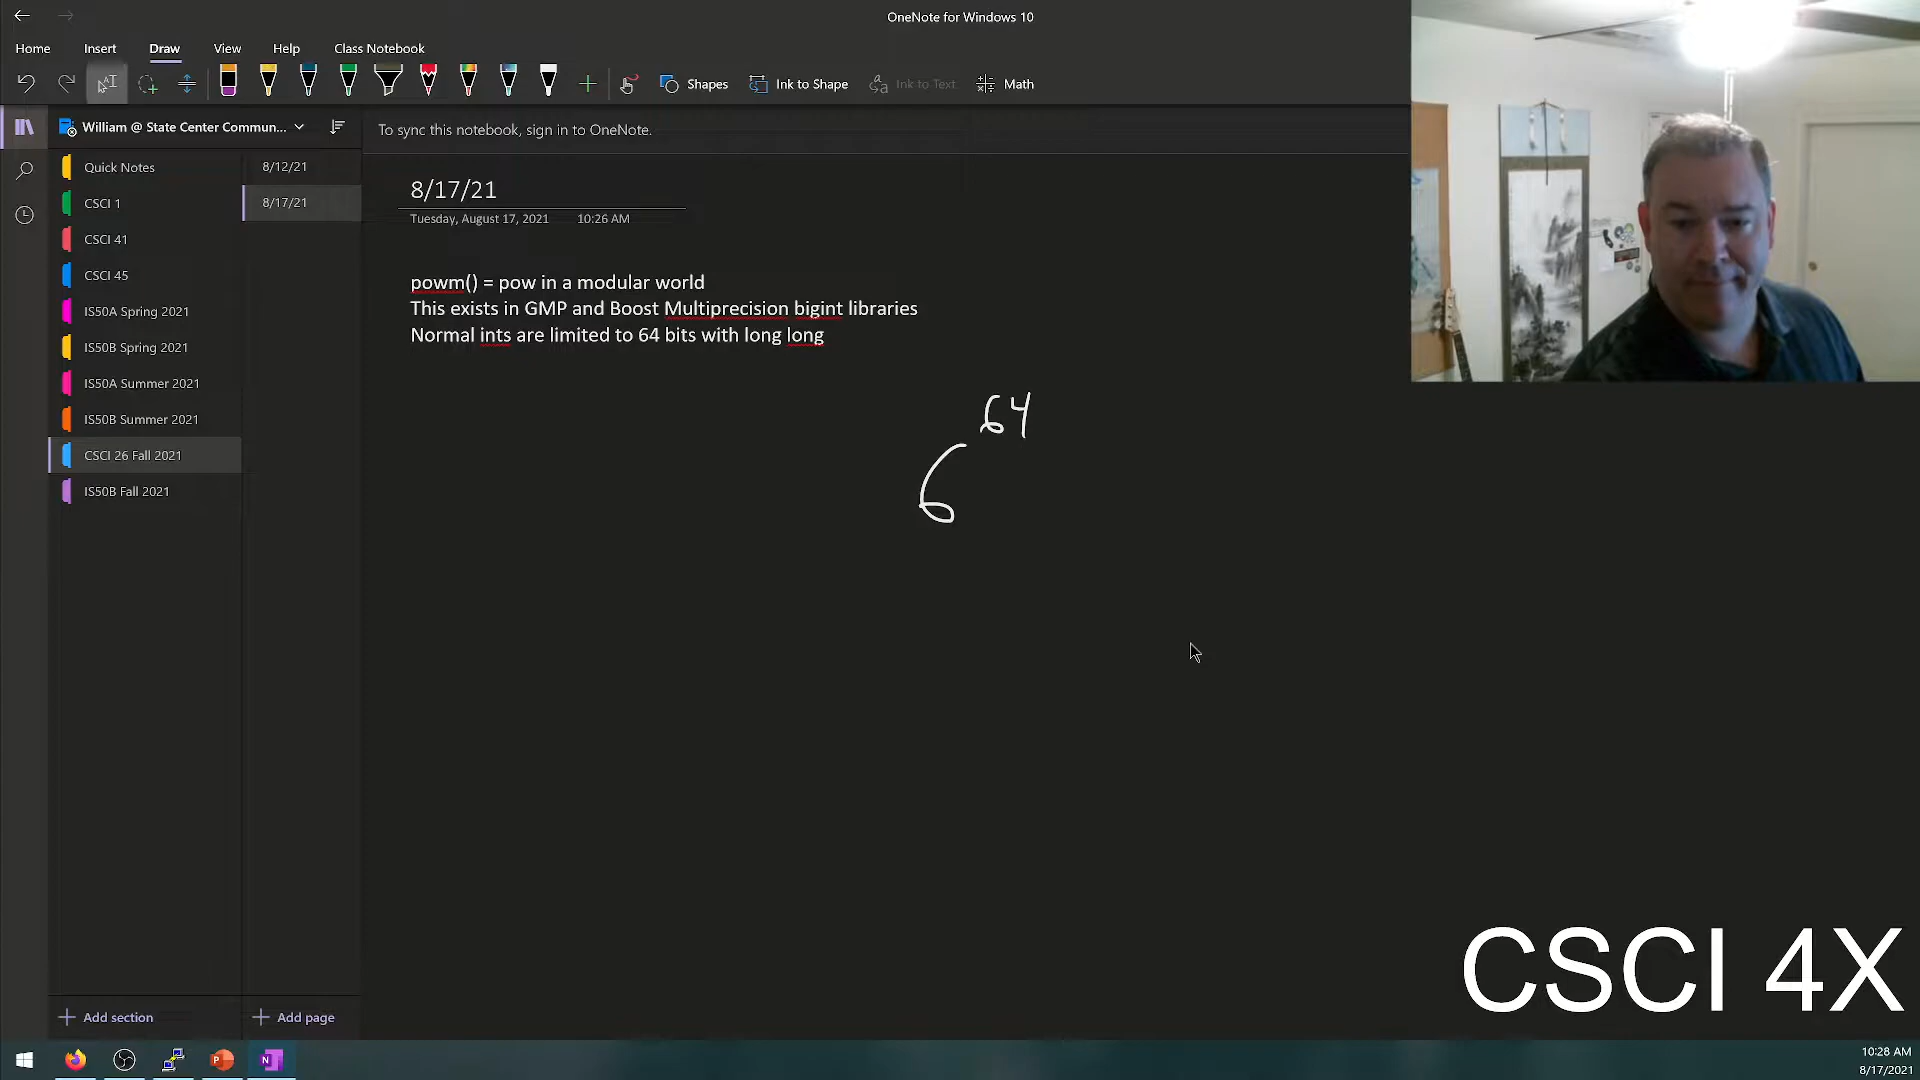 OneNote for Windows 10
Home Insert Draw View Help Class Notebook
Shapes Ink to Shape Ink to Text Math
William @ State Center Commun...
To sync this notebook, sign in to OneNote.
Quick Notes
CSCI 1
CSCI 41
CSCI 45
IS50A Spring 2021
IS50B Spring 2021
IS50A Summer 2021
IS50B Summer 2021
CSCI 26 Fall 2021
IS50B Fall 2021
8/12/21
8/17/21
8/17/21
Tuesday, August 17, 2021 10:26 AM
powm() = pow in a modular world
This exists in GMP and Boost Multiprecision bigint libraries
Normal ints are limited to 64 bits with long long
64
6
CSCI 4X
Add section Add page
10:28 AM
8/17/2021